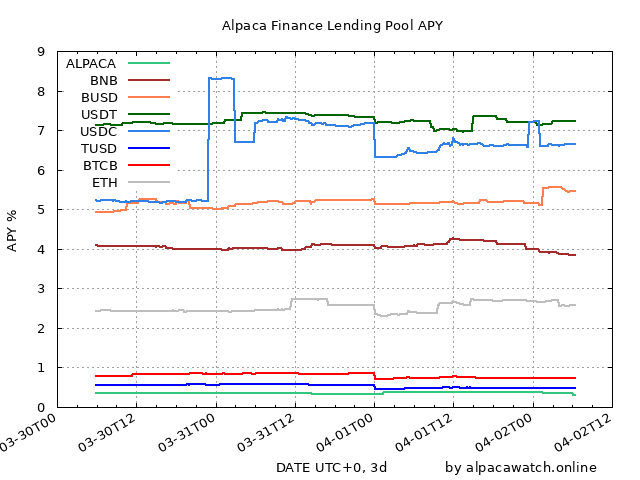 Alpaca Finance Lending Pool APY
9
8
7
6
5
4
3
2
1
0
APY %
ALPACA
BNB
BUSD
USDT
USDC
TUSD
BTCB
ETH
03-30T00
03-30T12
03-31T00
03-31T12
04-01T00
04-01T12
04-02T00
04-02T12
DATE UTC+0, 3d
by alpacawatch.online